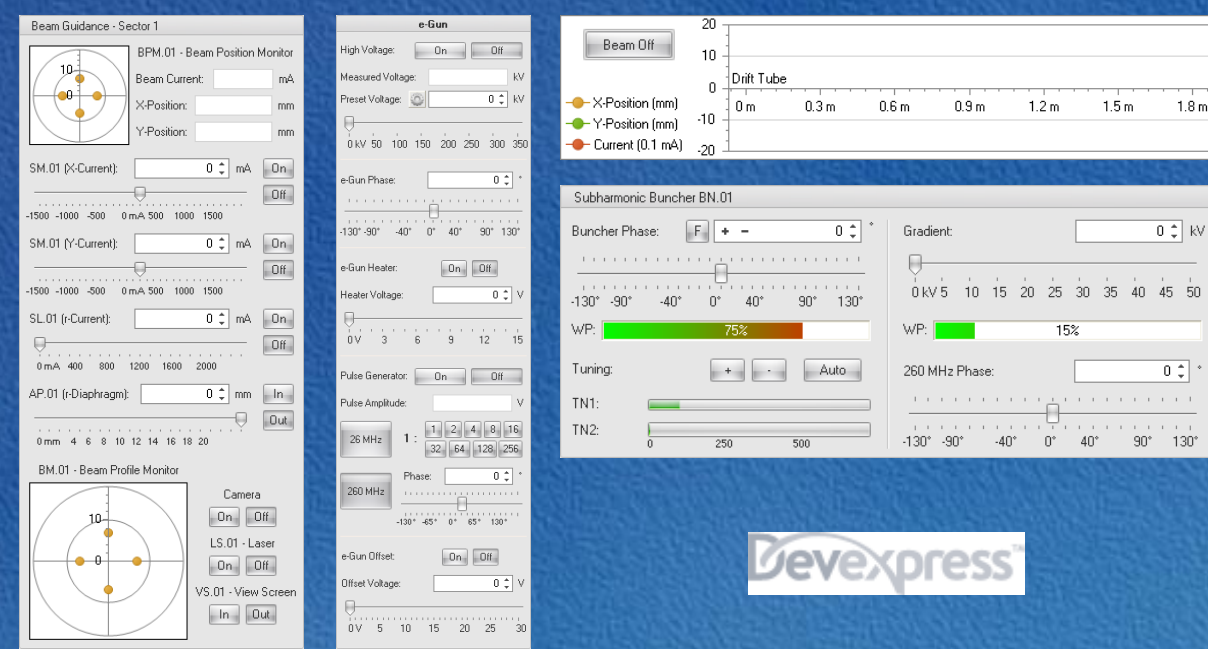 Beam Guidance - Sector 1
BPM.01 - Beam Position Monitor
10
0
Beam Current: mA
X-Position: mm
Y-Position: mm
SM.01 (X-Current): 0 mA On
Off
-1500 -1000 -500 0 mA 500 1000 1500
SM.01 (Y-Current): 0 mA On
Off
-1500 -1000 -500 0 mA 500 1000 1500
SL.01 (r-Current): 0 mA On
Off
0 mA 400 800 1200 1600 2000
AP.01 (r-Diaphragm): 0 mm In
Out
0 mm 4 6 8 10 12 14 16 18 20
BM.01 - Beam Profile Monitor
10
0
Camera
On Off
LS.01 - Laser
On Off
VS.01 - View Screen
In Out
e-Gun
High Voltage: On Off
Measured Voltage: kV
Preset Voltage: 0 kV
0 kV 50 100 150 200 250 300 350
e-Gun Phase: 0 °
-130° -90° -40° 0° 40° 90° 130°
e-Gun Heater: On Off
Heater Voltage: 0 V
0 V 3 6 9 12 15
Pulse Generator: On Off
Pulse Amplitude: V
26 MHz 1 : 1 2 4 8 16
32 64 128 256
260 MHz Phase: 0 °
-130° -65° 0° 65° 130°
e-Gun Offset: On Off
Offset Voltage: 0 V
0 V 5 10 15 20 25 30
Beam Off
X-Position (mm)
Y-Position (mm)
Current (0.1 mA)
20
10
Drift Tube
0
0 m 0.3 m 0.6 m 0.9 m 1.2 m 1.5 m 1.8 m
-10
-20
Subharmonic Buncher BN.01
Buncher Phase: F + - 0 °
-130° -90° -40° 0° 40° 90° 130°
WP: 75%
Tuning: + - Auto
TN1:
TN2:
0 250 500
Gradient: 0 kV
0 kV 5 10 15 20 25 30 35 40 45 50
WP: 15%
260 MHz Phase: 0 °
-130° -90° -40° 0° 40° 90° 130°
Devexpress™